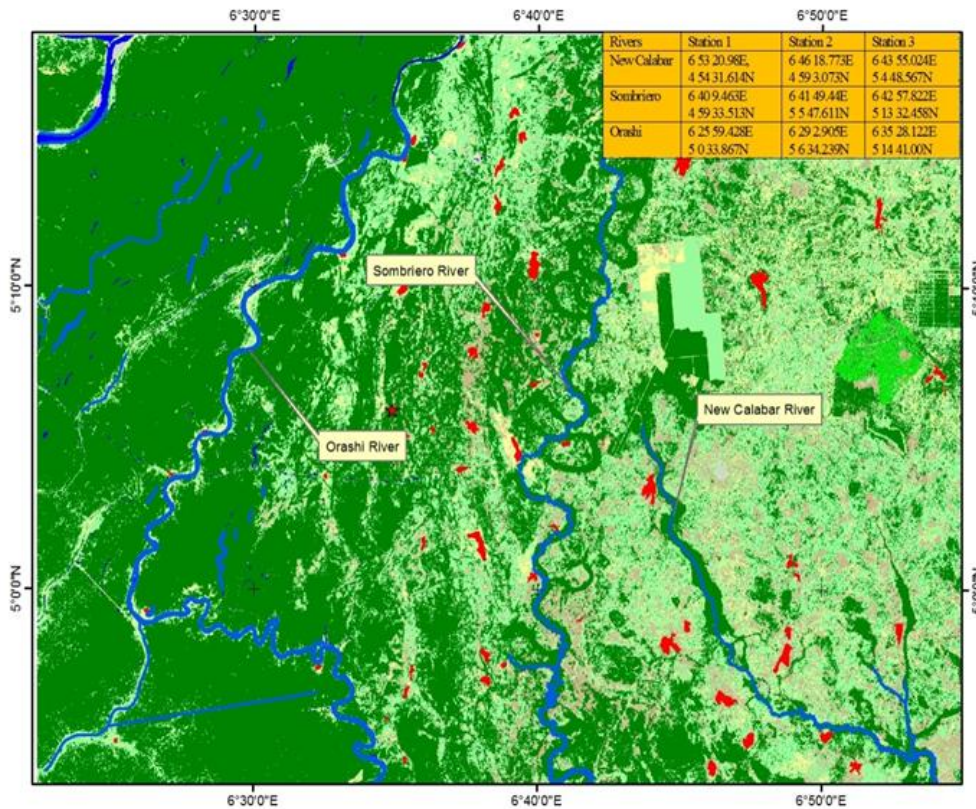 6°30'0"E 6°40'0"E 6°50'0"E
Rivers Station 1 Station 2 Station 3
New Calabar 6 53 20.98E, 6 46 18.773E 6 43 55.024E
4 54 31.614N 4 59 3.073N 5 4 48.567N
Sombriero 6 40 9.463E 6 41 49.44E 6 42 57.822E
4 59 33.513N 5 5 47.611N 5 13 32.458N
Orashi 6 25 59.428E 6 29 2.905E 6 35 28.122E
5 0 33.867N 5 6 34.239N 5 14 41.00N
Sombriero River
5°10'0"N
New Calabar River
Orashi River
5°0'0"N
6°30'0"E 6°40'0"E 6°50'0"E